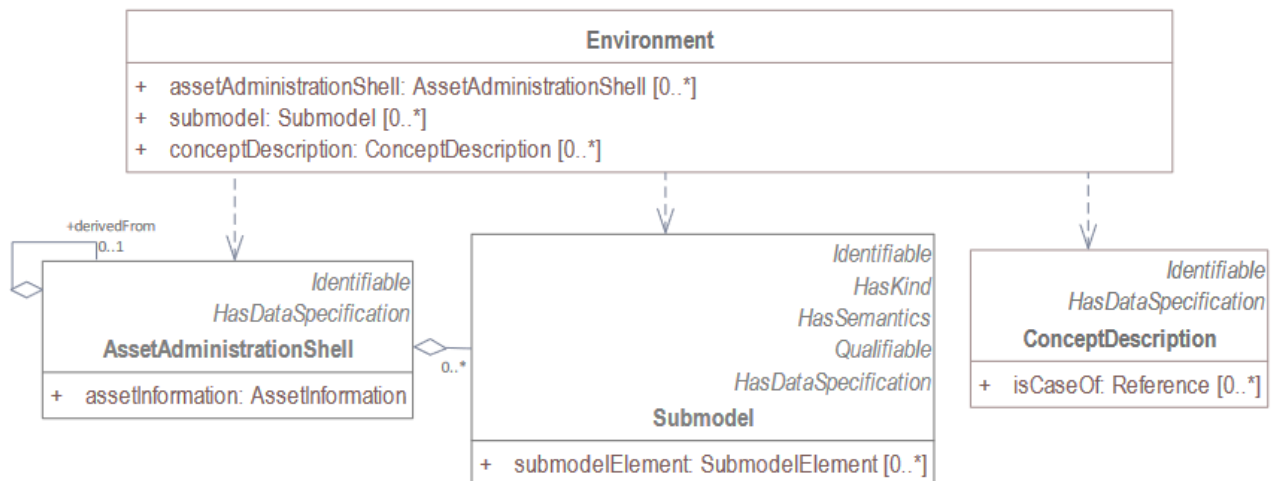 Environment
+ assetAdministrationShell: AssetAdministrationShell [0..*]
+ submodel: Submodel [0..*]
+ conceptDescription: ConceptDescription [0..*]
+derivedFrom
0..1
Identifiable
HasDataSpecification
AssetAdministrationShell
+ assetInformation: AssetInformation
0..*
Identifiable
HasKind
HasSemantics
Qualifiable
HasDataSpecification
Submodel
+ submodelElement: SubmodelElement [0..*]
Identifiable
HasDataSpecification
ConceptDescription
+ isCaseOf: Reference [0..*]